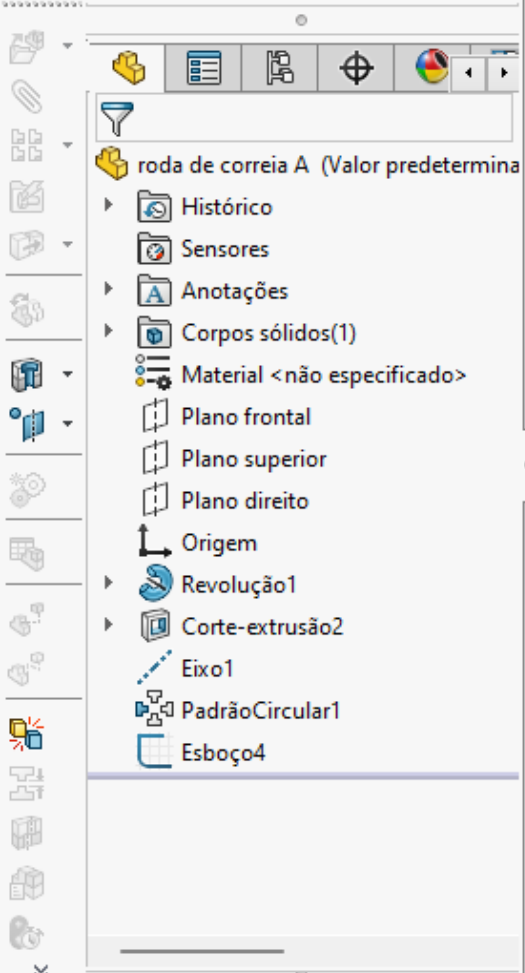 roda de correia A (Valor predetermina
Histórico
Sensores
Anotações
Corpos sólidos(1)
Material <não especificado>
Plano frontal
Plano superior
Plano direito
Origem
Revolução1
Corte-extrusão2
Eixo1
PadrãoCircular1
Esboço4